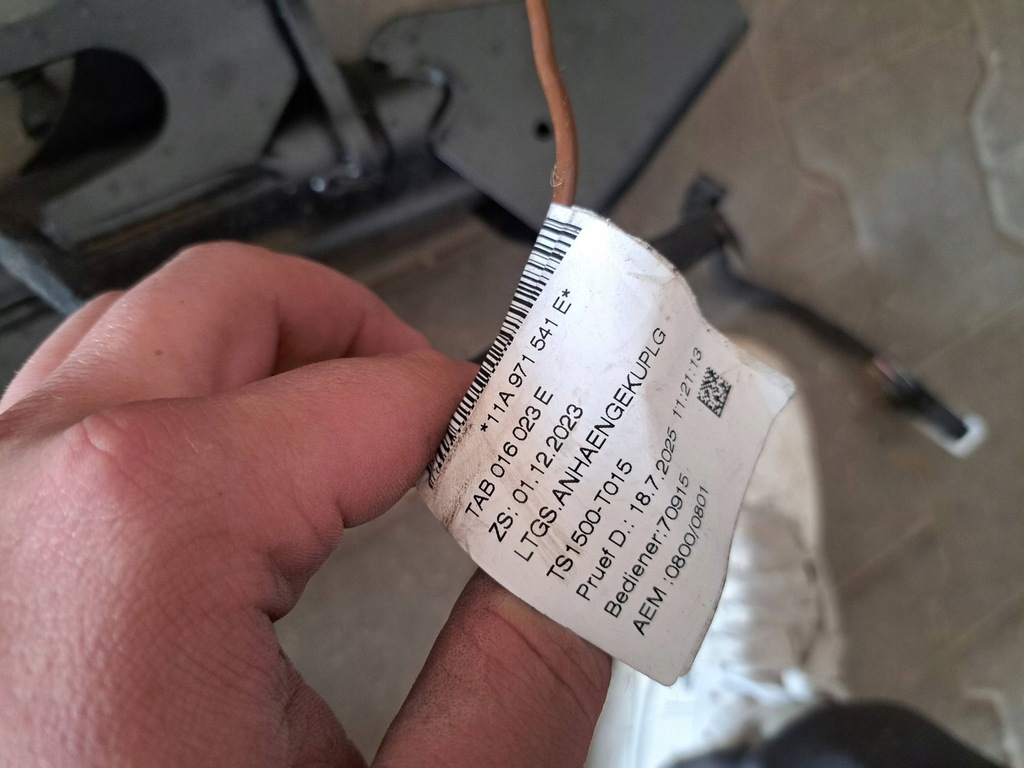 *11A 971 541 E*
TAB 016 023 E
ZS: 01.12.2023
LTGS.ANHAENGEKUPLG
TS1500-T015
Pruef D.: 18.7.2025 11:21:13
Bediener:70915
AEM :0800/0801